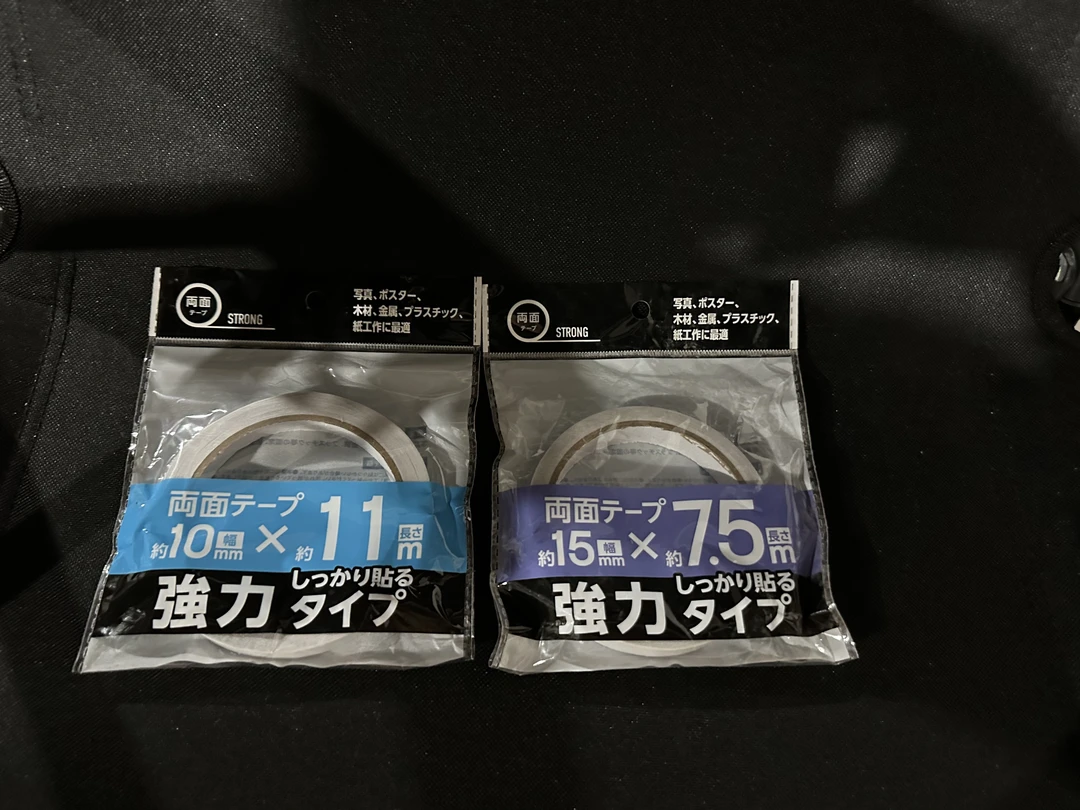 両面
テープ
STRONG
写真、ポスター、
木材、金属、プラスチック、
紙工作に最適
両面テープ
約10幅mm×約11長さm
強力しっかり貼るタイプ
両面
テープ
STRONG
写真、ポスター、
木材、金属、プラスチック、
紙工作に最適
両面テープ
約15幅mm×約7.5長さm
強力しっかり貼るタイプ